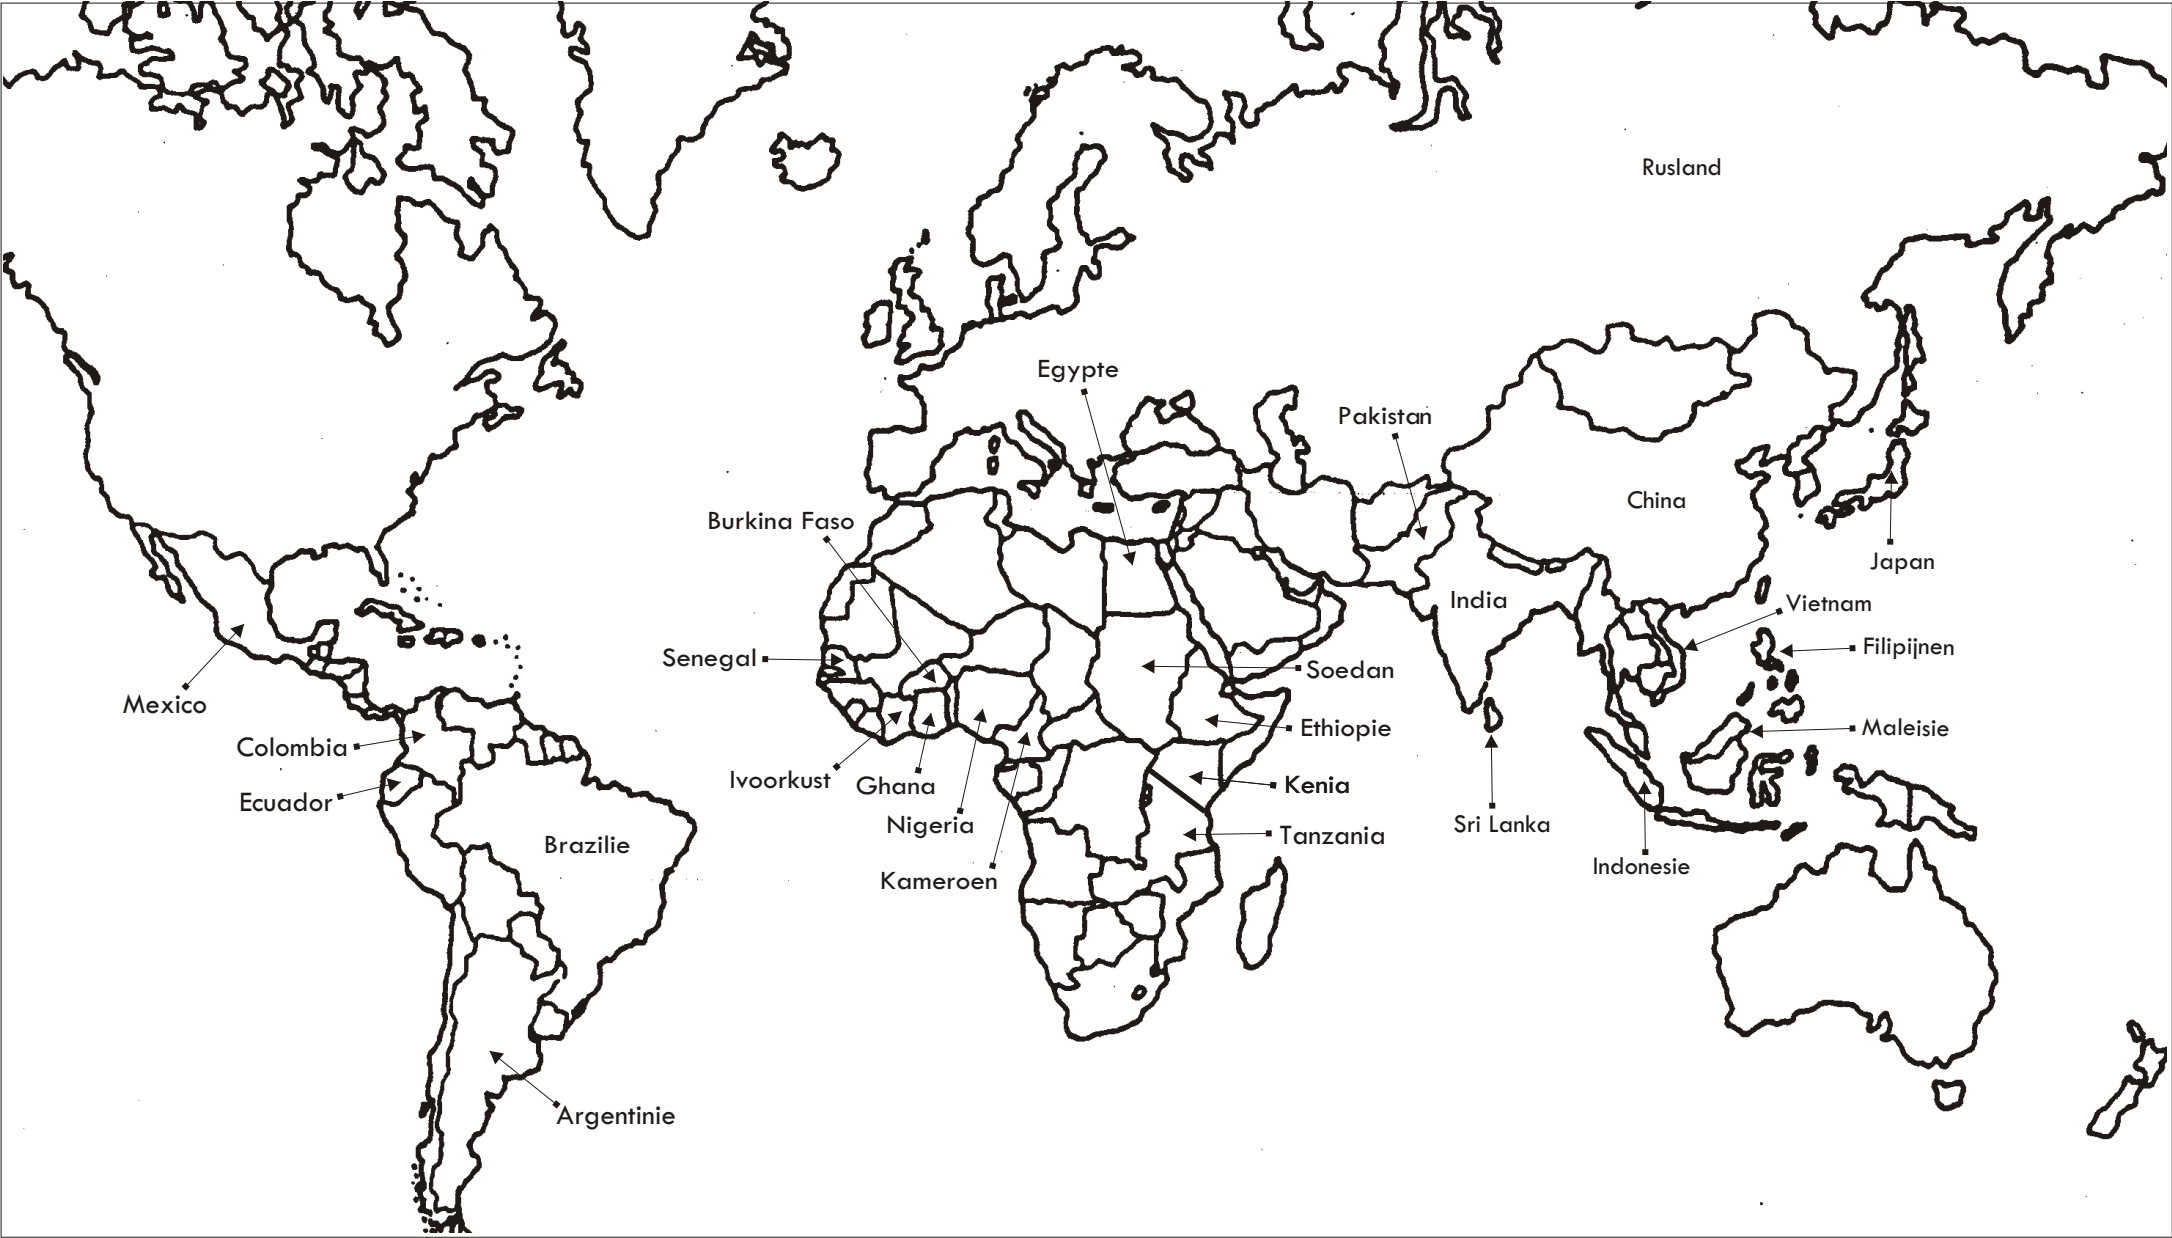 Rusland
Egypte
Pakistan
China
Burkina Faso
Japan
India
Vietnam
Filipijnen
Senegal
Soedan
Mexico
Colombia
Ethiopie
Maleisie
Ivoorkust
Ghana
Kenia
Ecuador
Nigeria
Sri Lanka
Tanzania
Brazilie
Indonesie
Kameroen
Argentinie